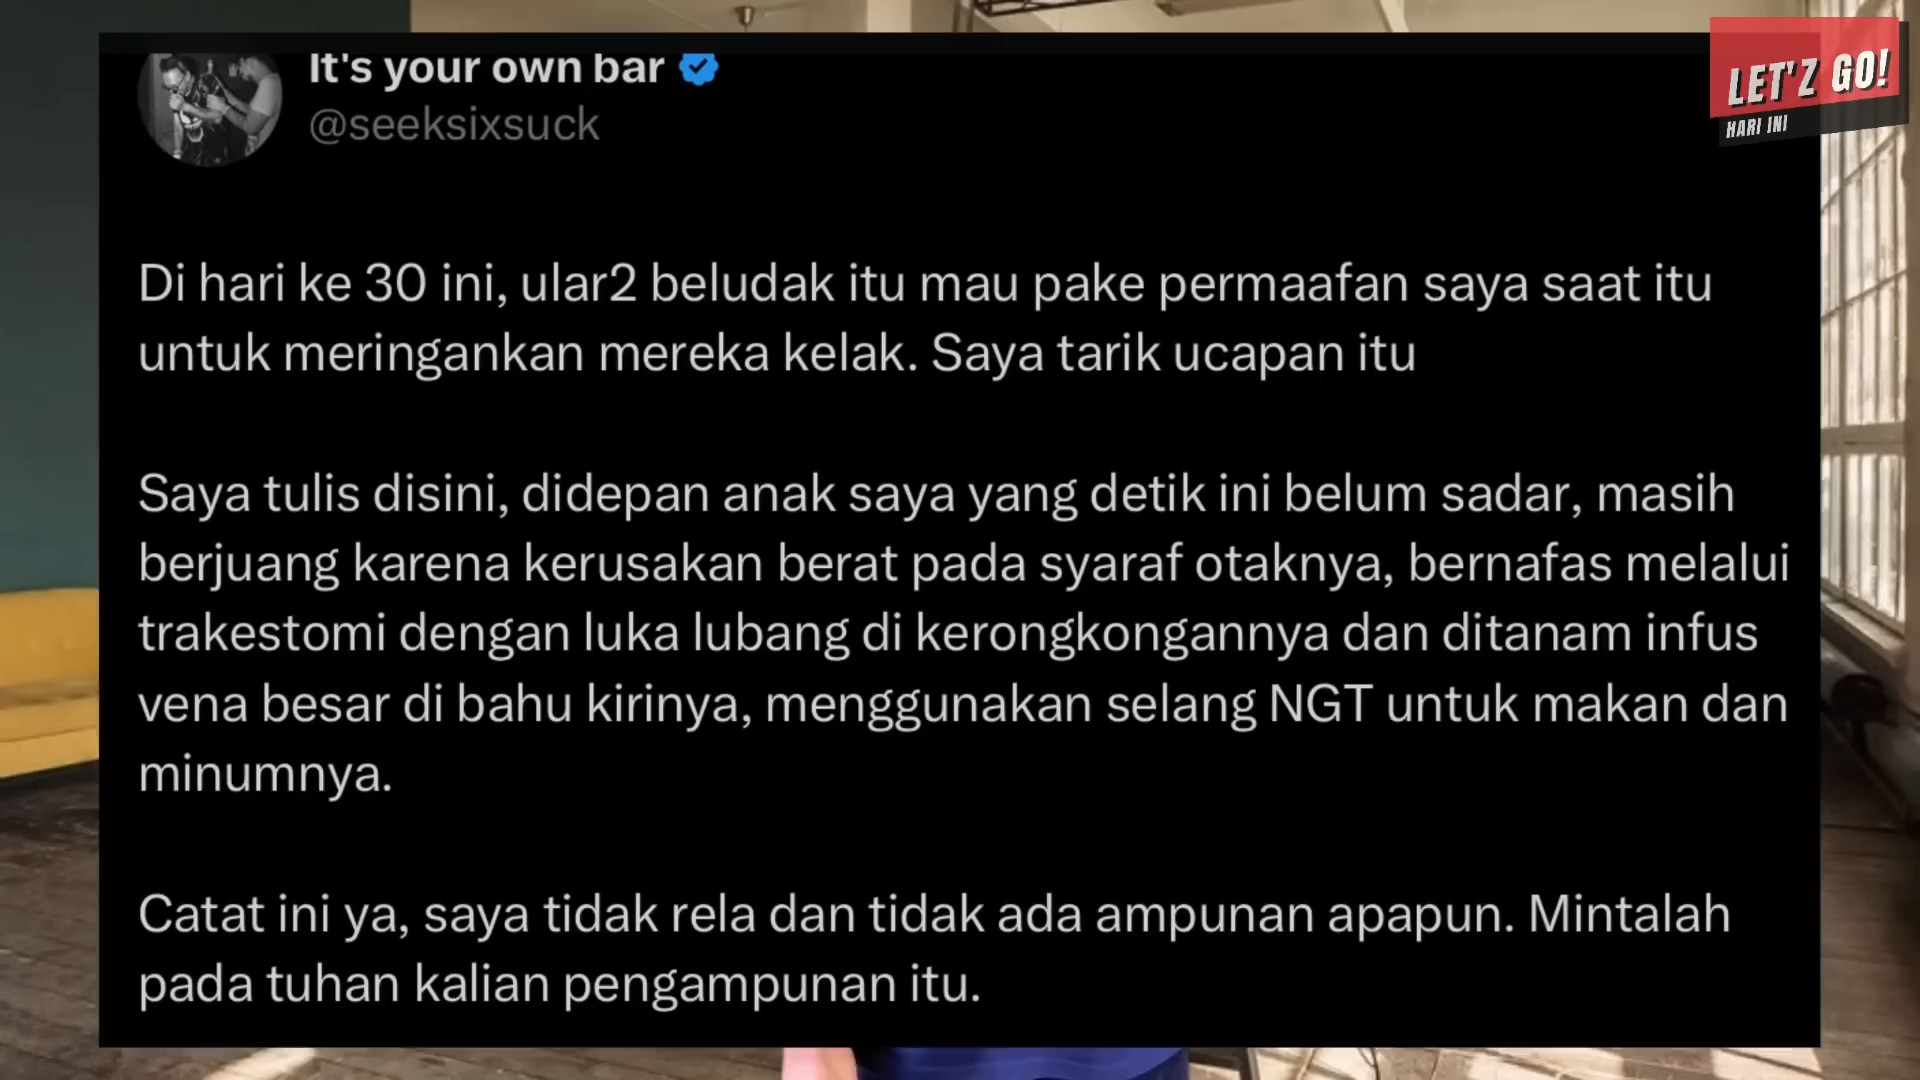 It's your own bar
@seeksixsuck
LET'Z GO!
HARI INI
Di hari ke 30 ini, ular2 beludak itu mau pake permaafan saya saat itu
untuk meringankan mereka kelak. Saya tarik ucapan itu
Saya tulis disini, didepan anak saya yang detik ini belum sadar, masih
berjuang karena kerusakan berat pada syaraf otaknya, bernafas melalui
trakestomi dengan luka lubang di kerongkongannya dan ditanam infus
vena besar di bahu kirinya, menggunakan selang NGT untuk makan dan
minumnya.
Catat ini ya, saya tidak rela dan tidak ada ampunan apapun. Mintalah
pada tuhan kalian pengampunan itu.